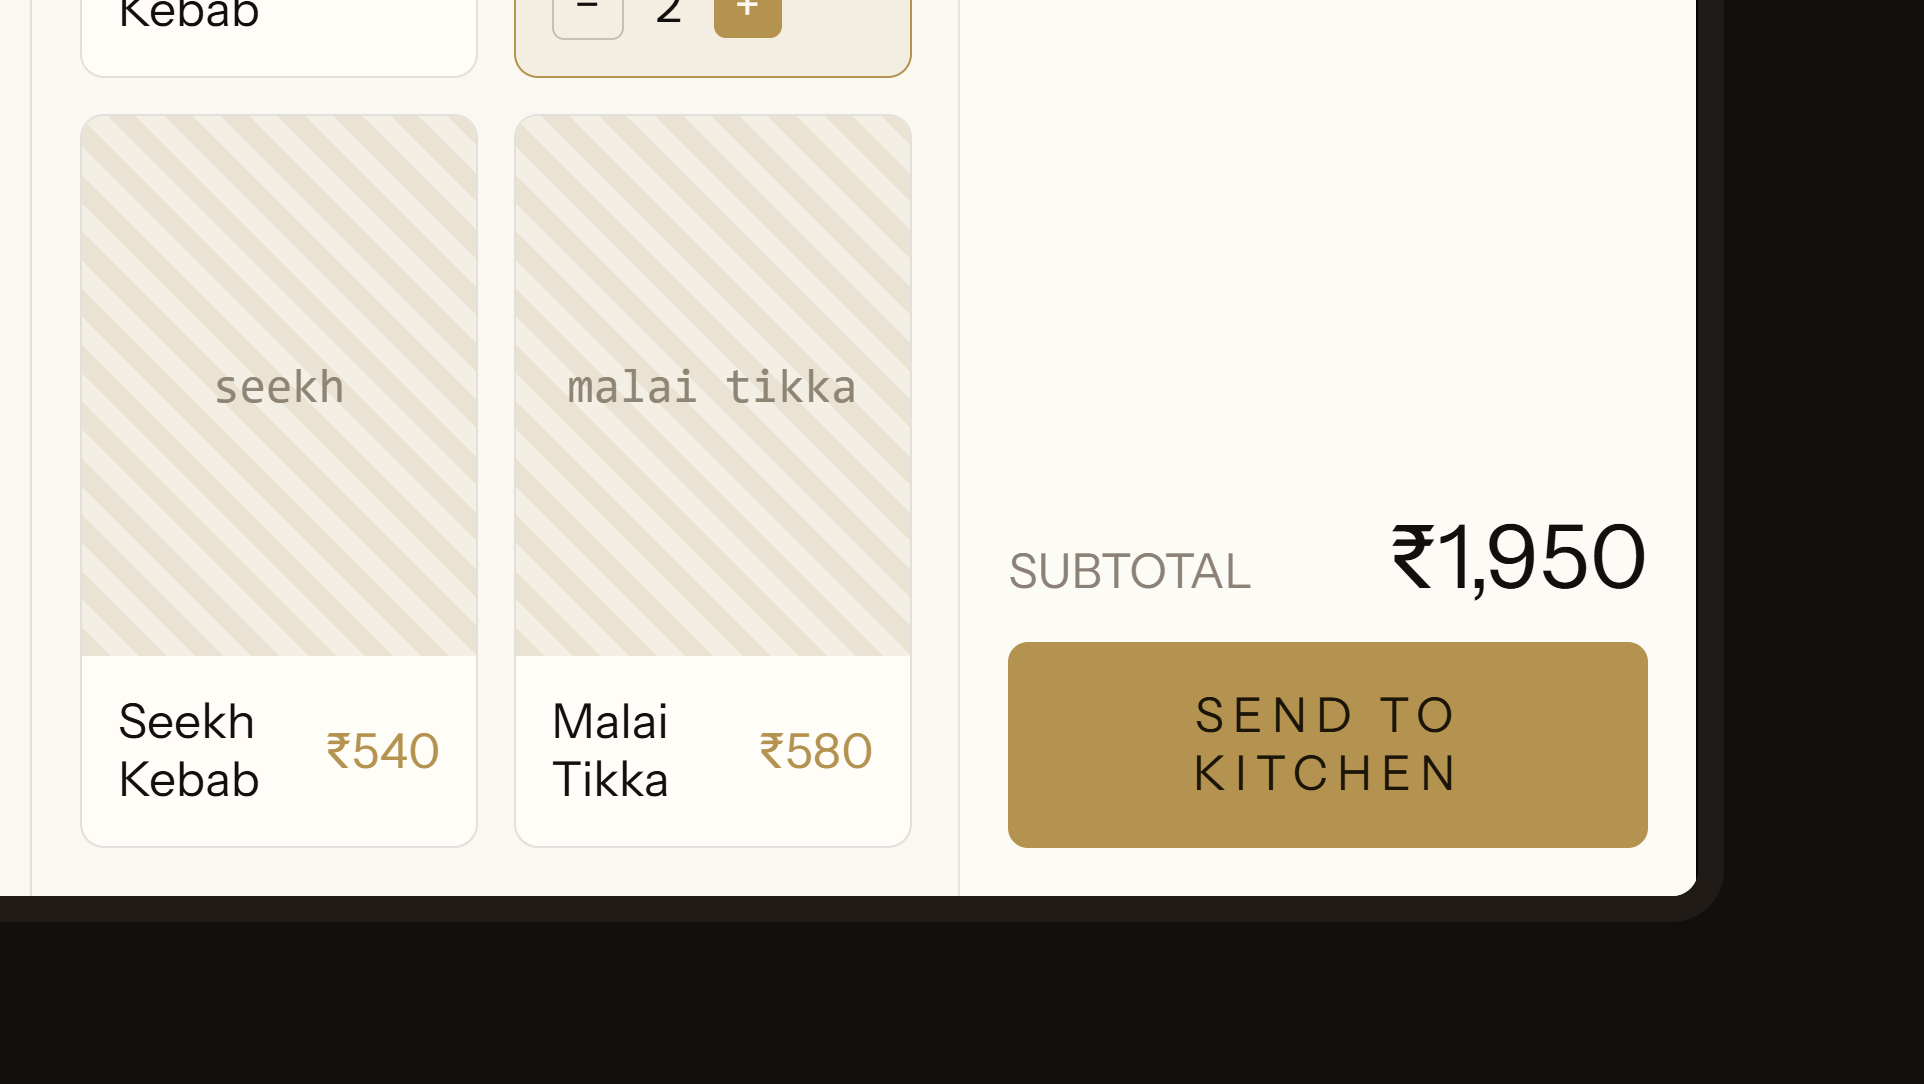 Kebab
− 2 +
seekh
malai tikka
Seekh
Kebab
₹540
Malai
Tikka
₹580
SUBTOTAL
₹1,950
SEND TO
KITCHEN